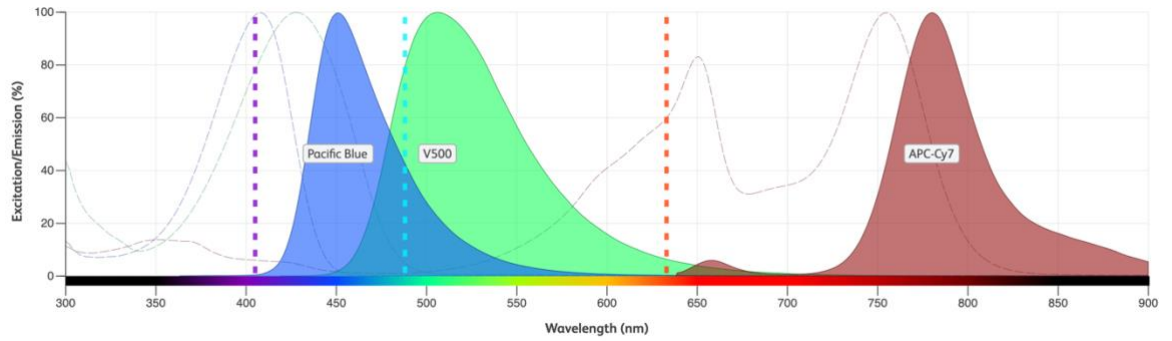 Excitation/Emission (%)
100
80
60
40
20
0
Pacific Blue
V500
APC-Cy7
300 350 400 450 500 550 600 650 700 750 800 850 900
Wavelength (nm)